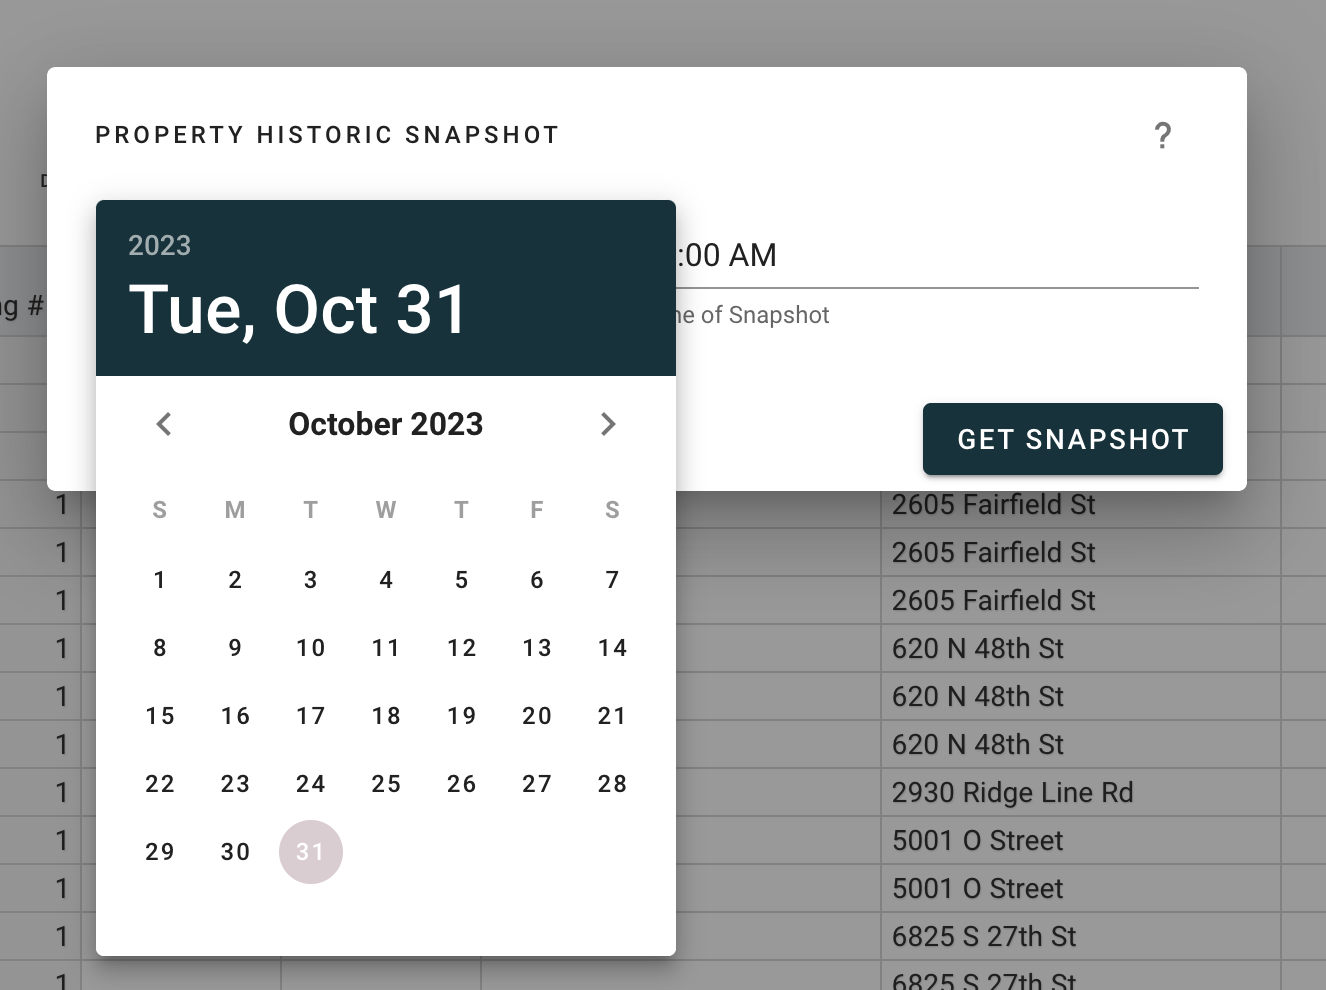 PROPERTY HISTORIC SNAPSHOT ?
2023
Tue, Oct 31
:00 AM
of Snapshot
#
October 2023
GET SNAPSHOT
S M T W T F S
1 2 3 4 5 6 7
8 9 10 11 12 13 14
15 16 17 18 19 20 21
22 23 24 25 26 27 28
29 30 31
1 2605 Fairfield St
1 2605 Fairfield St
1 2605 Fairfield St
1 620 N 48th St
1 620 N 48th St
1 620 N 48th St
1 2930 Ridge Line Rd
1 5001 O Street
1 5001 O Street
1 6825 S 27th St
1 6825 S 27th St